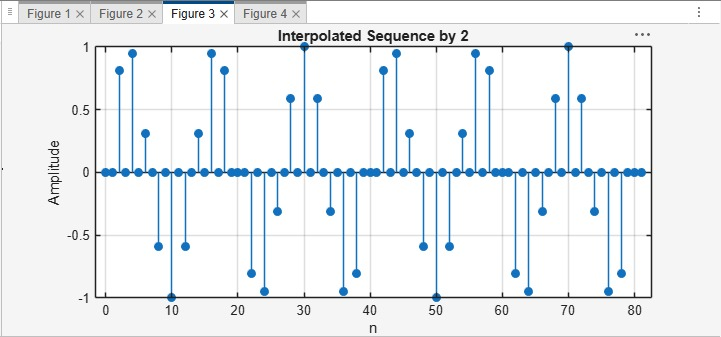 Figure 1 × Figure 2 × Figure 3 × Figure 4 ×
Interpolated Sequence by 2
1
0.5
0
-0.5
-1
Amplitude
0 10 20 30 40 50 60 70 80
n